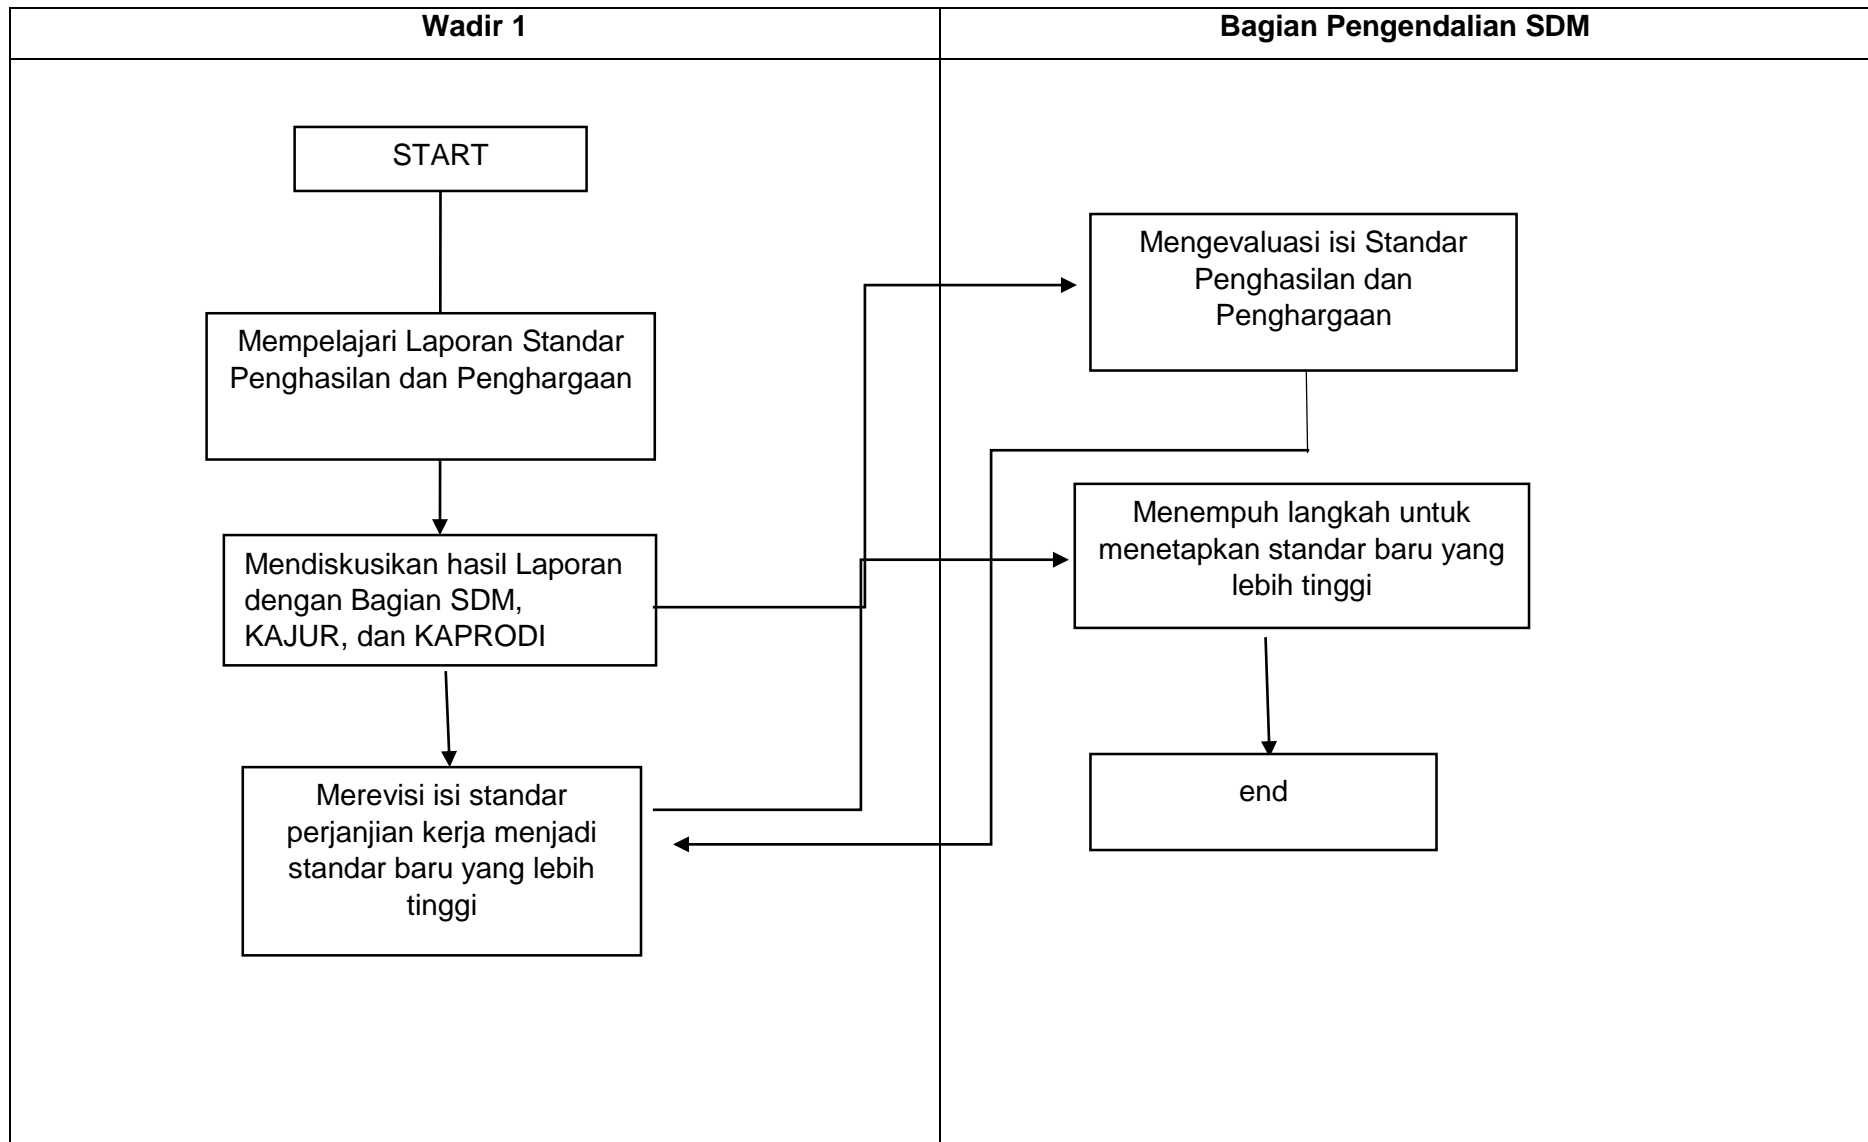 Wadir 1
Bagian Pengendalian SDM
START
Mempelajari Laporan Standar
Penghasilan dan Penghargaan
Mendiskusikan hasil Laporan
dengan Bagian SDM,
KAJUR, dan KAPRODI
Merevisi isi standar
perjanjian kerja menjadi
standar baru yang lebih
tinggi
Mengevaluasi isi Standar
Penghasilan dan
Penghargaan
Menempuh langkah untuk
menetapkan standar baru yang
lebih tinggi
end